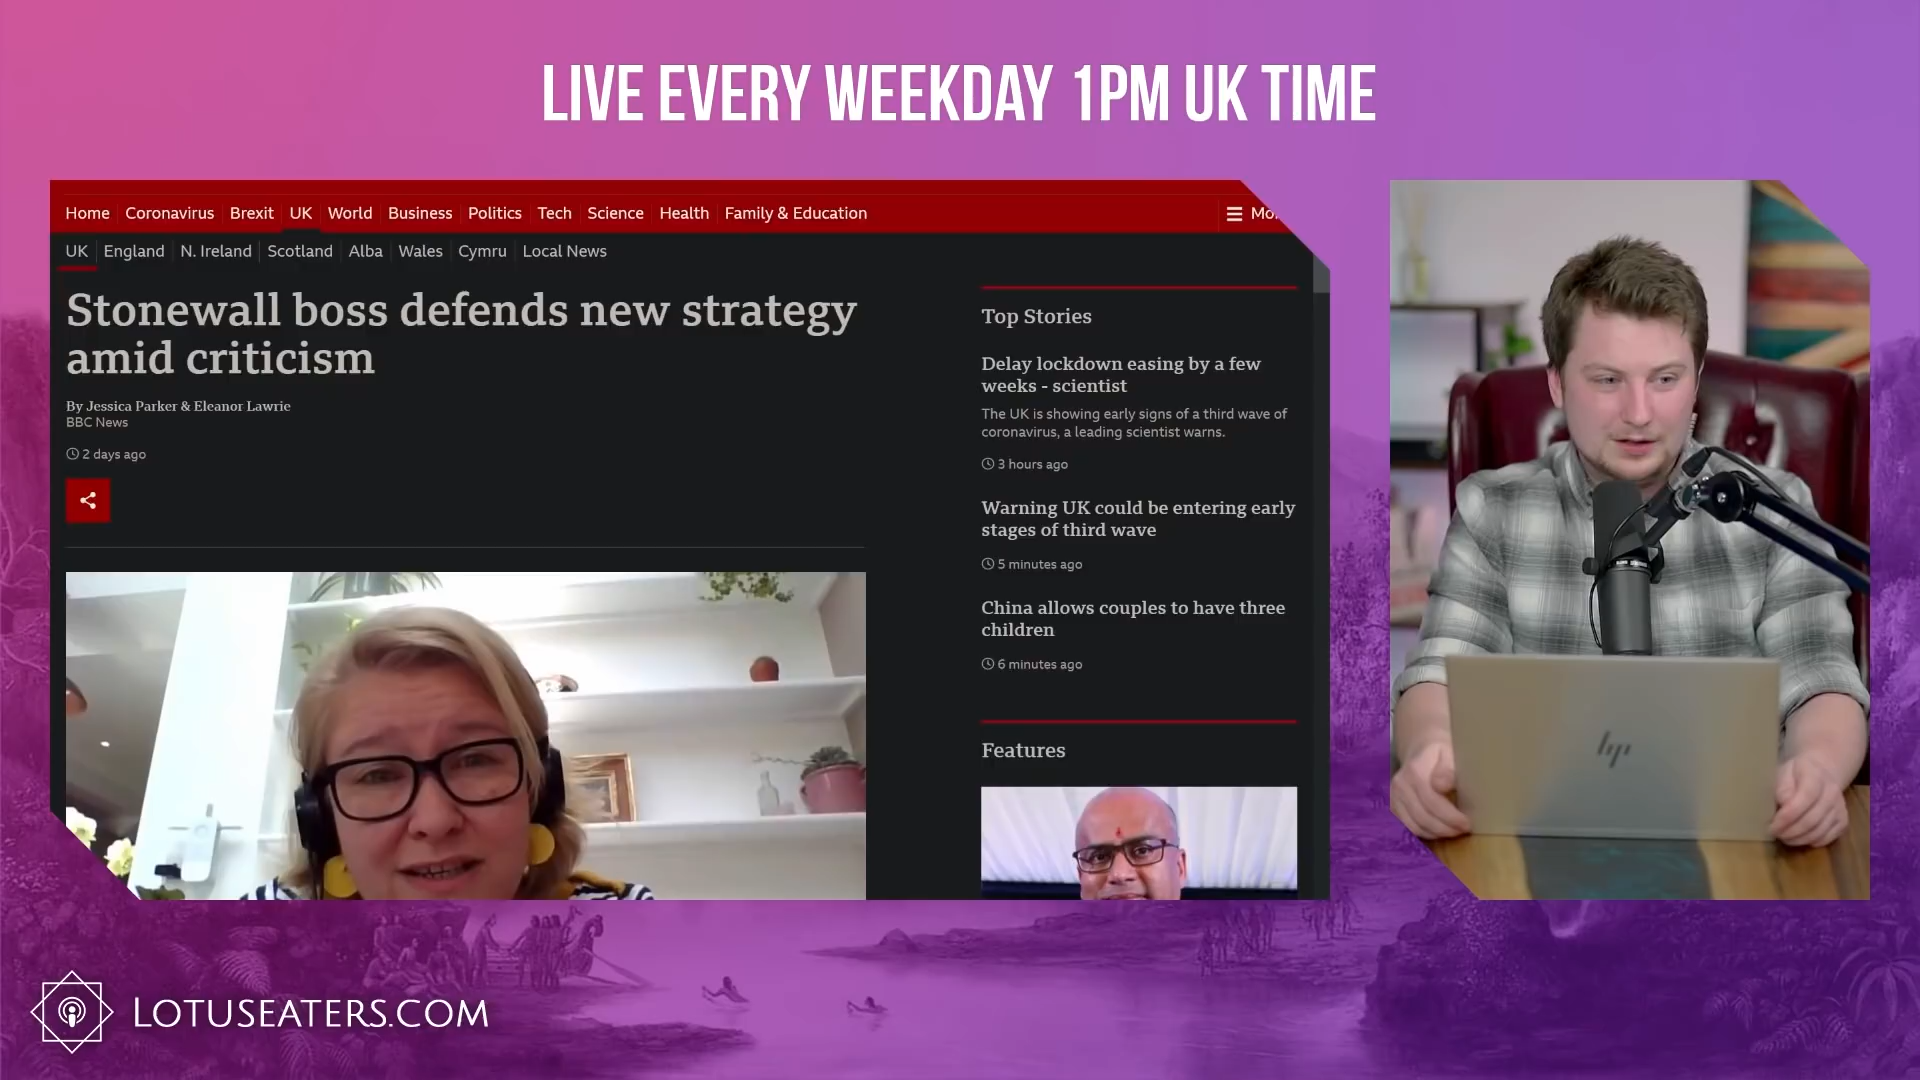 LIVE EVERY WEEKDAY 1PM UK TIME
Home Coronavirus Brexit UK World Business Politics Tech Science Health Family & Education
UK England N. Ireland Scotland Alba Wales Cymru Local News
Stonewall boss defends new strategy
amid criticism
By Jessica Parker & Eleanor Lawrie
BBC News
2 days ago
Top Stories
Delay lockdown easing by a few
weeks - scientist
The UK is showing early signs of a third wave of
coronavirus, a leading scientist warns.
3 hours ago
Warning UK could be entering early
stages of third wave
5 minutes ago
China allows couples to have three
children
6 minutes ago
Features
hp
LOTUSEATERS.COM